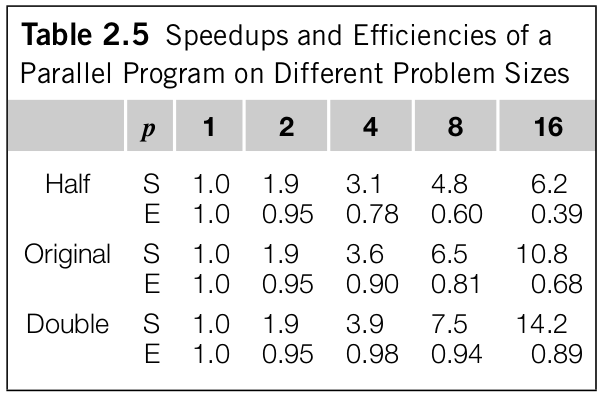 Table 2.5 Speedups and Efficiencies of a
Parallel Program on Different Problem Sizes
p 1 2 4 8 16
Half S 1.0 1.9 3.1 4.8 6.2
E 1.0 0.95 0.78 0.60 0.39
Original S 1.0 1.9 3.6 6.5 10.8
E 1.0 0.95 0.90 0.81 0.68
Double S 1.0 1.9 3.9 7.5 14.2
E 1.0 0.95 0.98 0.94 0.89